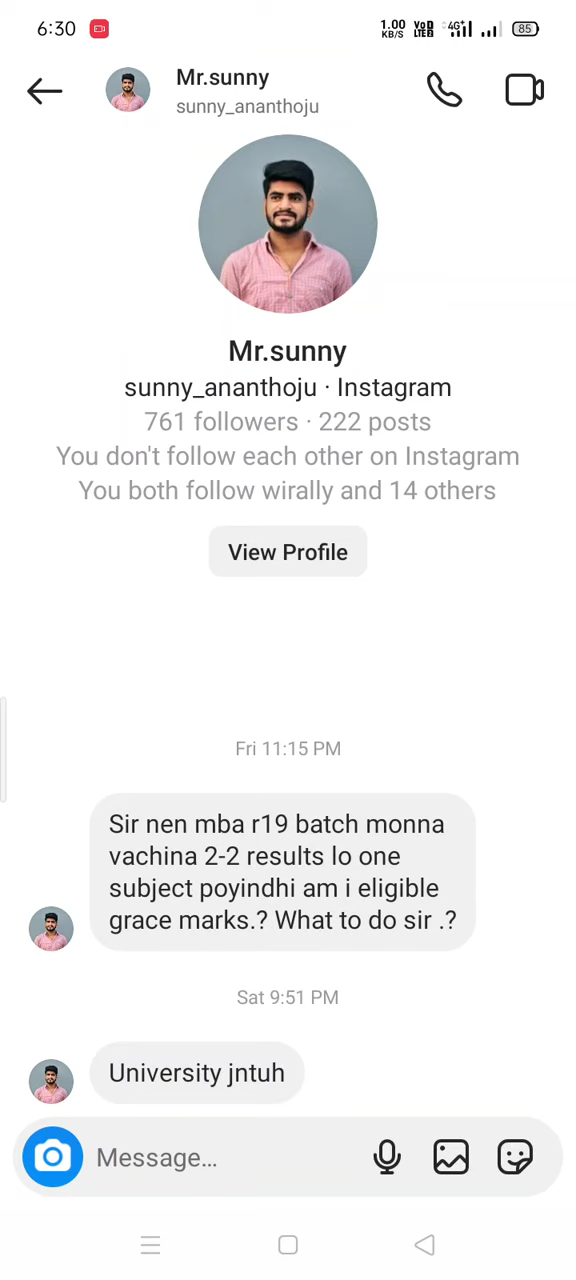 6:30
1.00 KB/S VoD LTE2 4G+ 85
Mr.sunny
sunny_ananthoju
Mr.sunny
sunny_ananthoju · Instagram
761 followers · 222 posts
You don't follow each other on Instagram
You both follow wirally and 14 others
View Profile
Fri 11:15 PM
Sir nen mba r19 batch monna
vachina 2-2 results lo one
subject poyindhi am i eligible
grace marks.? What to do sir .?
Sat 9:51 PM
University jntuh
Message...